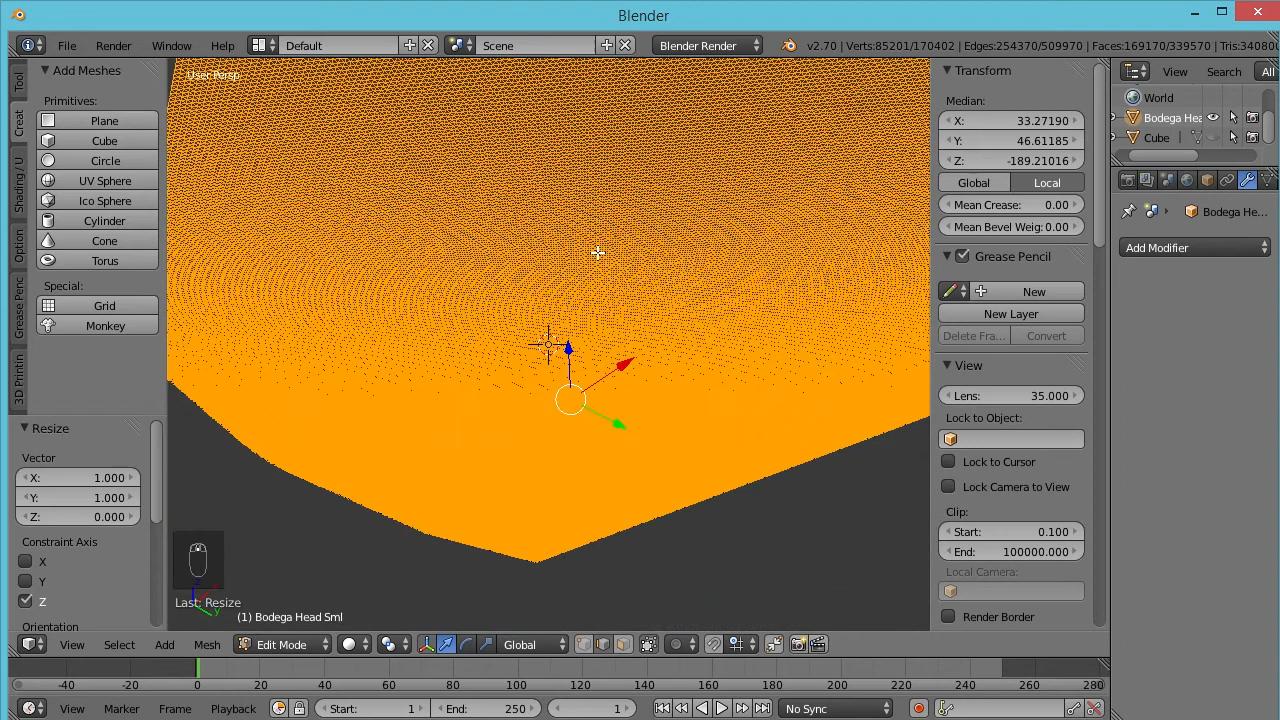 Blender
File Render Window Help Default Scene Blender Render v2.70 | Verts:85201/170402 | Edges:254370/509970 | Faces:169170/339570 | Tris:34080
Tool
Creat
Shading / U
Option
Grease Penc
3D Printin
Add Meshes
Primitives:
Plane
Cube
Circle
UV Sphere
Ico Sphere
Cylinder
Cone
Torus
Special:
Grid
Monkey
Resize
Vector
X: 1.000
Y: 1.000
Z: 0.000
Constraint Axis
X
Y
Z
Orientation
User Persp
Last: Resize
(1) Bodega Head Sml
Transform
Median:
X: 33.27190
Y: 46.61185
Z: -189.21016
Global Local
Mean Crease: 0.00
Mean Bevel Weig: 0.00
Grease Pencil
New
New Layer
Delete Fra... Convert
View
Lens: 35.000
Lock to Object:
Lock to Cursor
Lock Camera to View
Clip:
Start: 0.100
End: 100000.000
Local Camera:
Render Border
View Search All
World
Bodega Hea
Cube
Bodega He...
Add Modifier
View Select Add Mesh Edit Mode Global
-40 -20 0 20 40 60 80 100 120 140 160 180 200 220 240 260 280
View Marker Frame Playback Start: 1 End: 250 1 No Sync